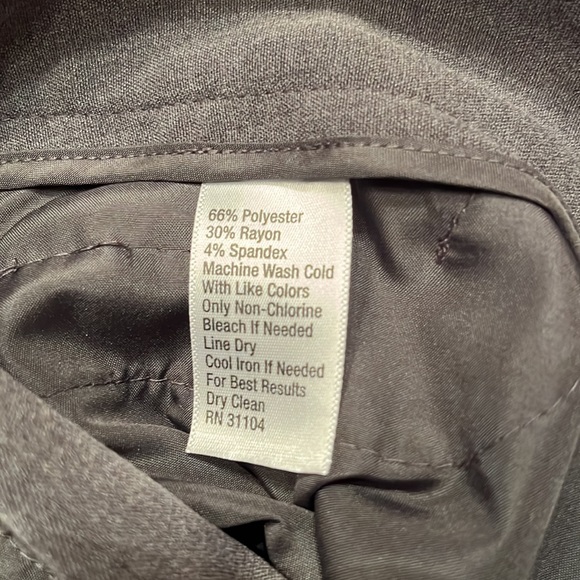 66% Polyester
30% Rayon
4% Spandex
Machine Wash Cold
With Like Colors
Only Non-Chlorine
Bleach If Needed
Line Dry
Cool Iron If Needed
For Best Results
Dry Clean
RN 31104